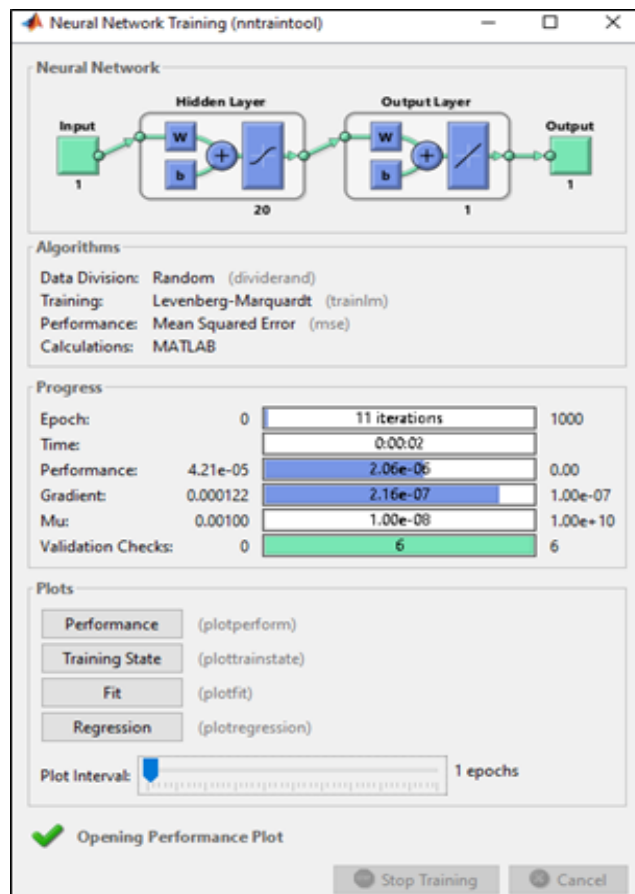 Neural Network Training (nntraintool)
Neural Network
Hidden Layer Output Layer
Input Output
W W
b b
1 20 1 1
Algorithms
Data Division: Random (dividerand)
Training: Levenberg-Marquardt (trainlm)
Performance: Mean Squared Error (mse)
Calculations: MATLAB
Progress
Epoch: 0 11 iterations 1000
Time: 0:00:02
Performance: 4.21e-05 2.06e-06 0.00
Gradient: 0.000122 2.16e-07 1.00e-07
Mu: 0.00100 1.00e-08 1.00e+10
Validation Checks: 0 6 6
Plots
Performance (plotperform)
Training State (plottrainstate)
Fit (plotfit)
Regression (plotregression)
Plot Interval: 1 epochs
Opening Performance Plot
Stop Training Cancel